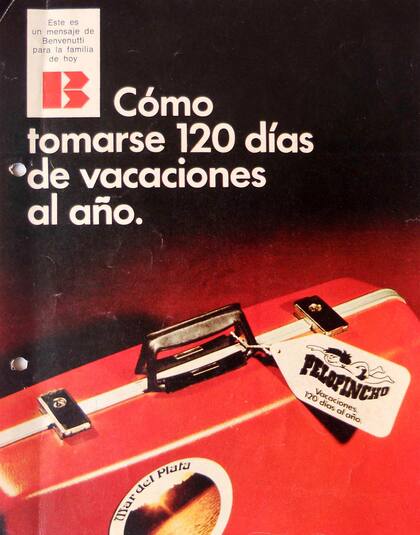 Este es
un mensaje de
Benvenutti
para la familia
de hoy
B
Cómo
tomarse 120 días
de vacaciones
al año.
PELOPINCHO
Vacaciones.
120 días al año.
Mar del Plata